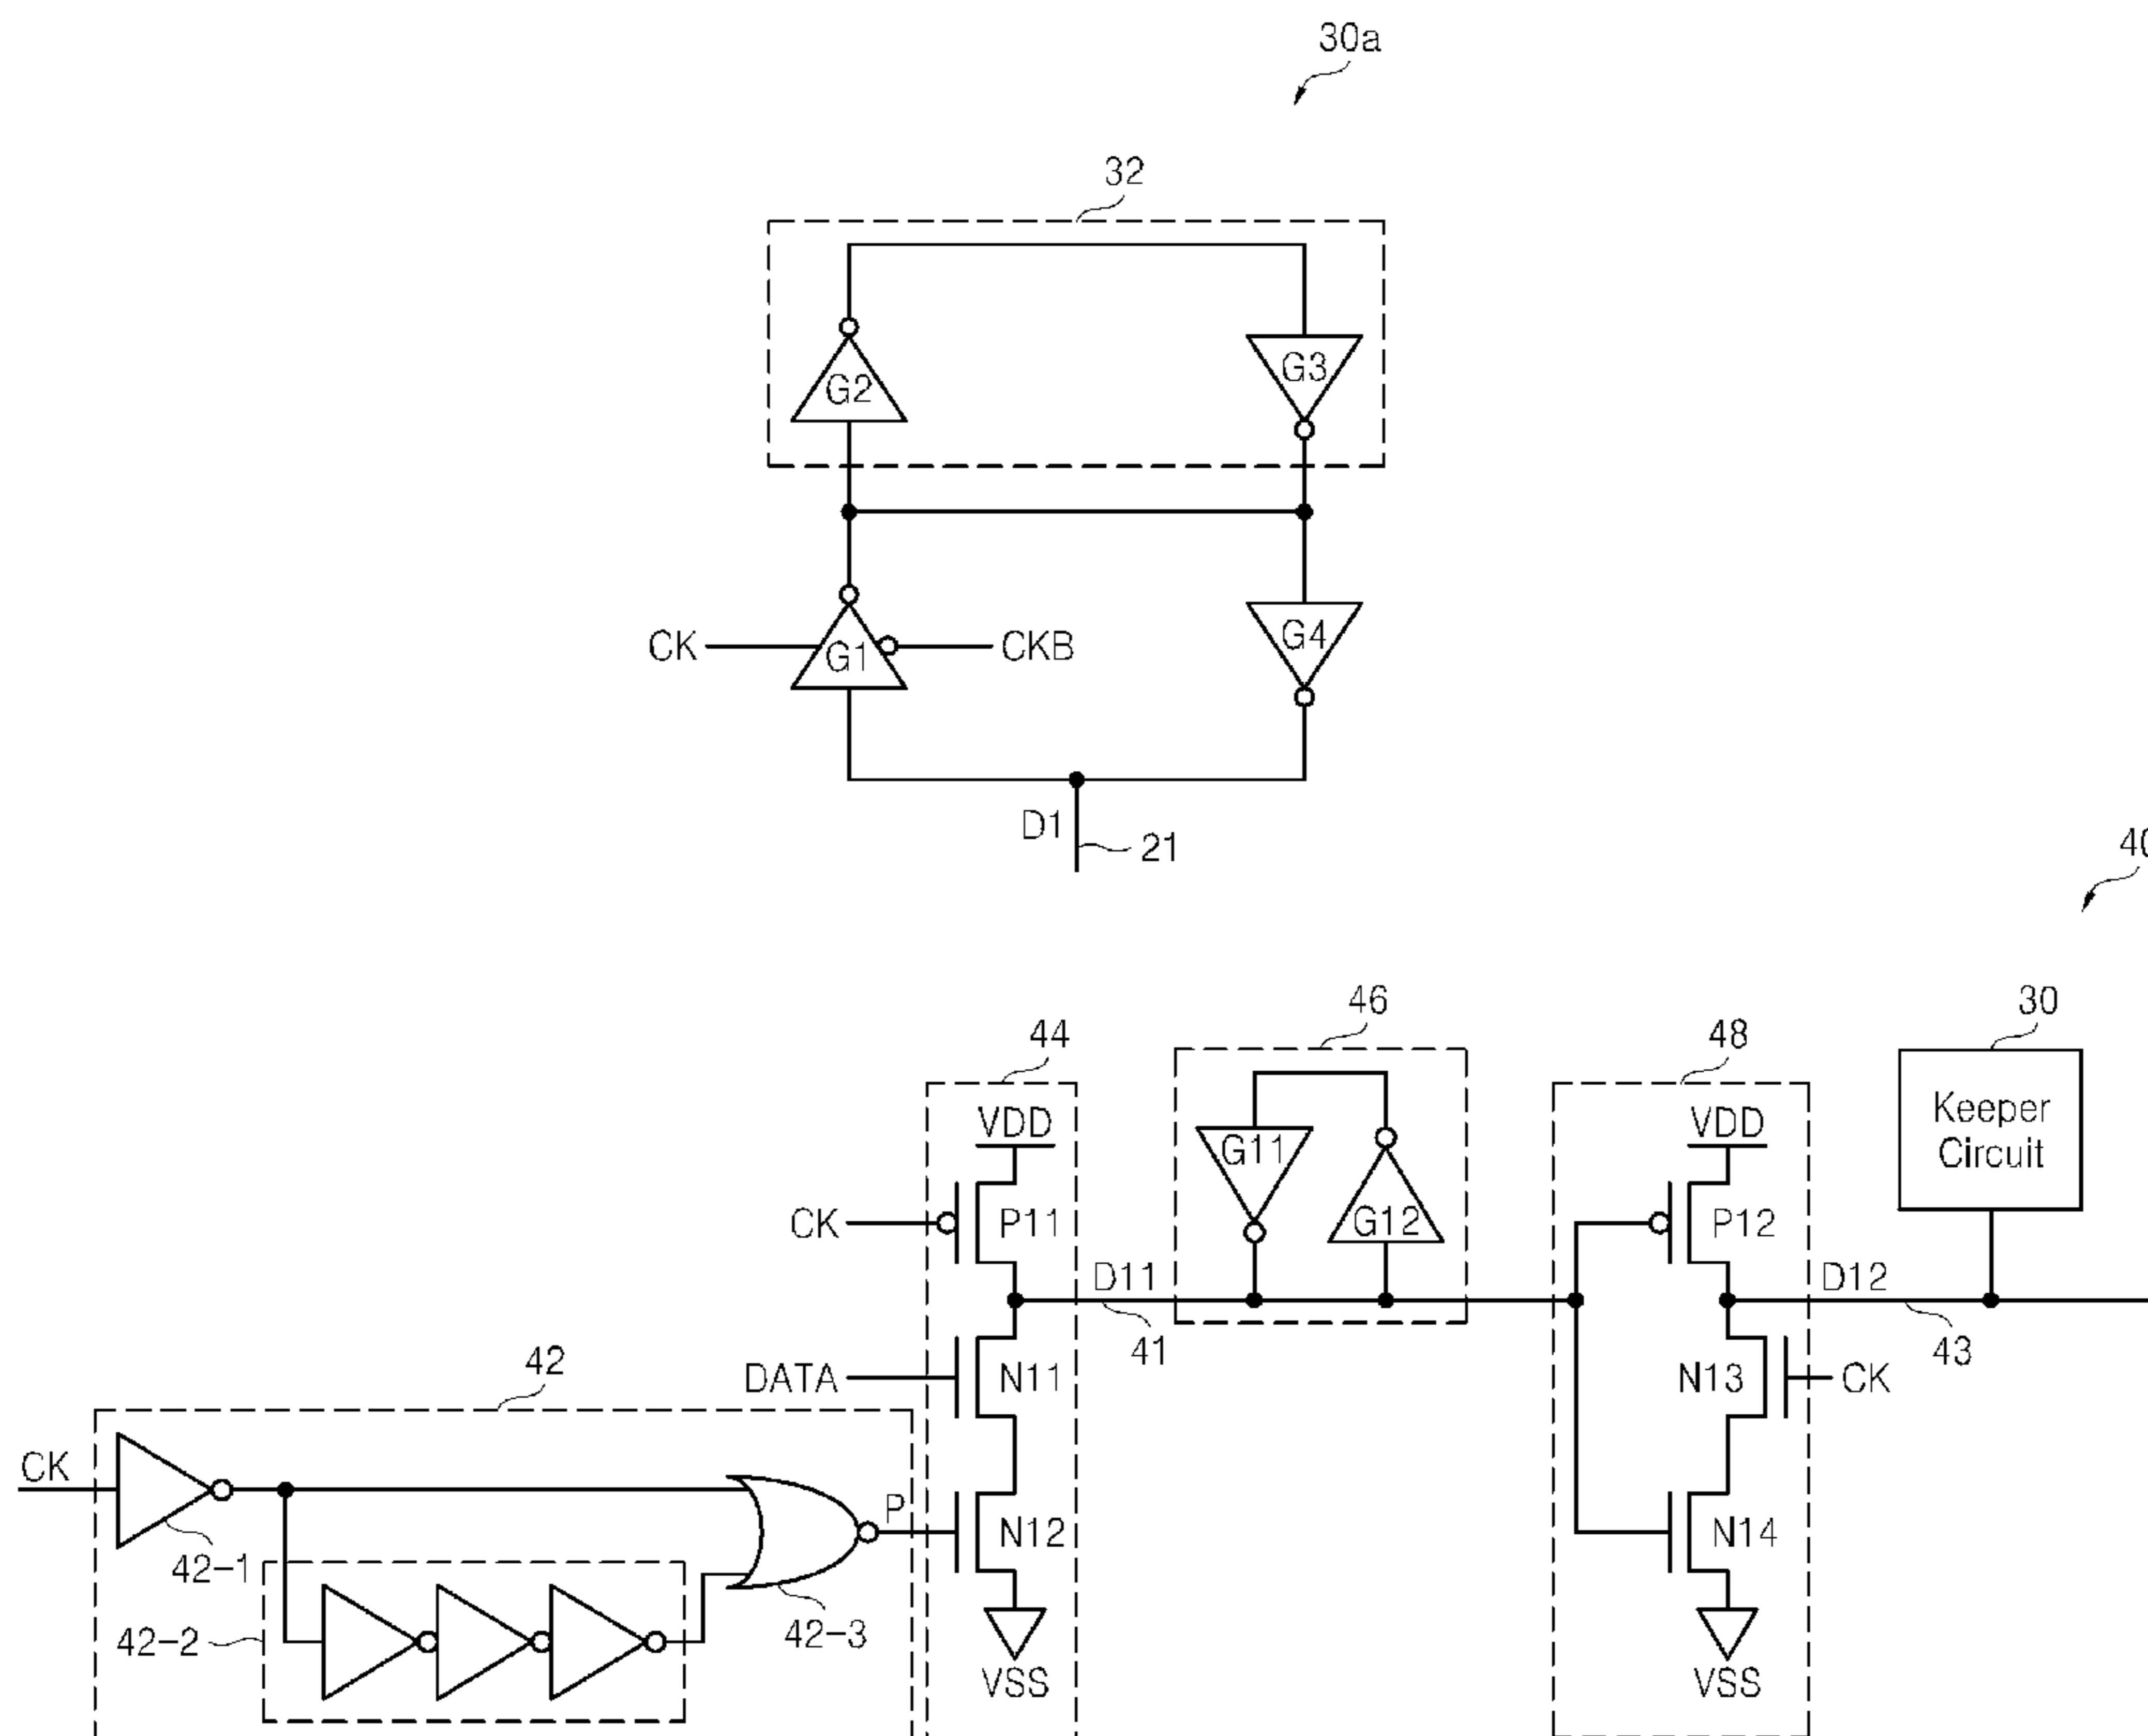 30a
32
G2
G3
CK
G1
CKB
G4
D1
21
40
30
46
44
48
VDD
VDD
Keeper
Circuit
G11
G12
CK
P11
P12
D11
D12
41
43
DATA
N11
N13
CK
42
CK
P
N12
N14
42-1
42-2
42-3
VSS
VSS